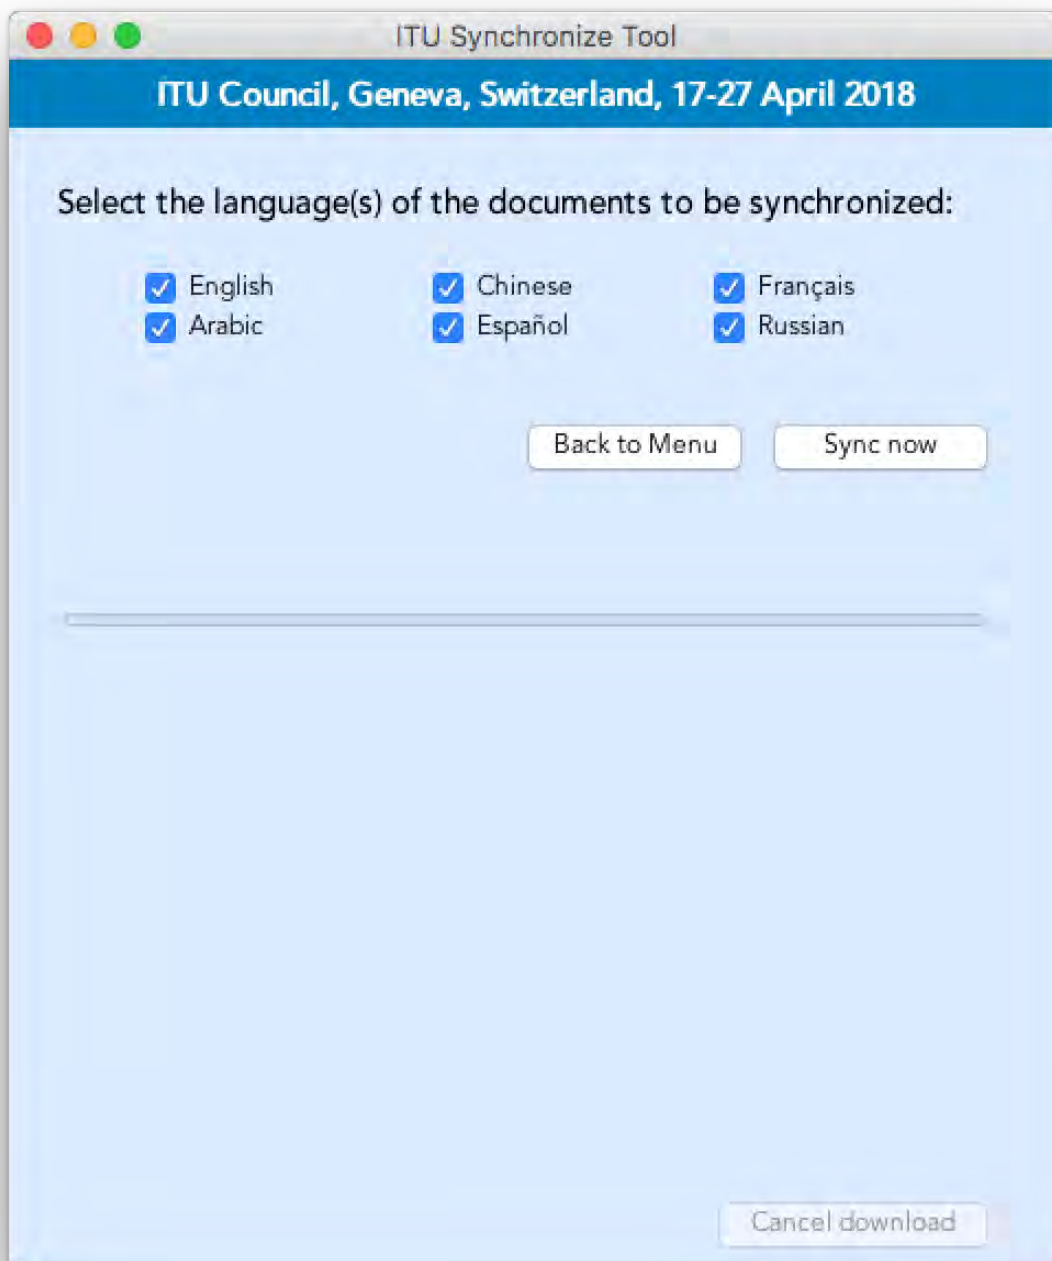 ITU Synchronize Tool
ITU Council, Geneva, Switzerland, 17-27 April 2018
Select the language(s) of the documents to be synchronized:
English Chinese Français
Arabic Español Russian
Back to Menu Sync now
Cancel download